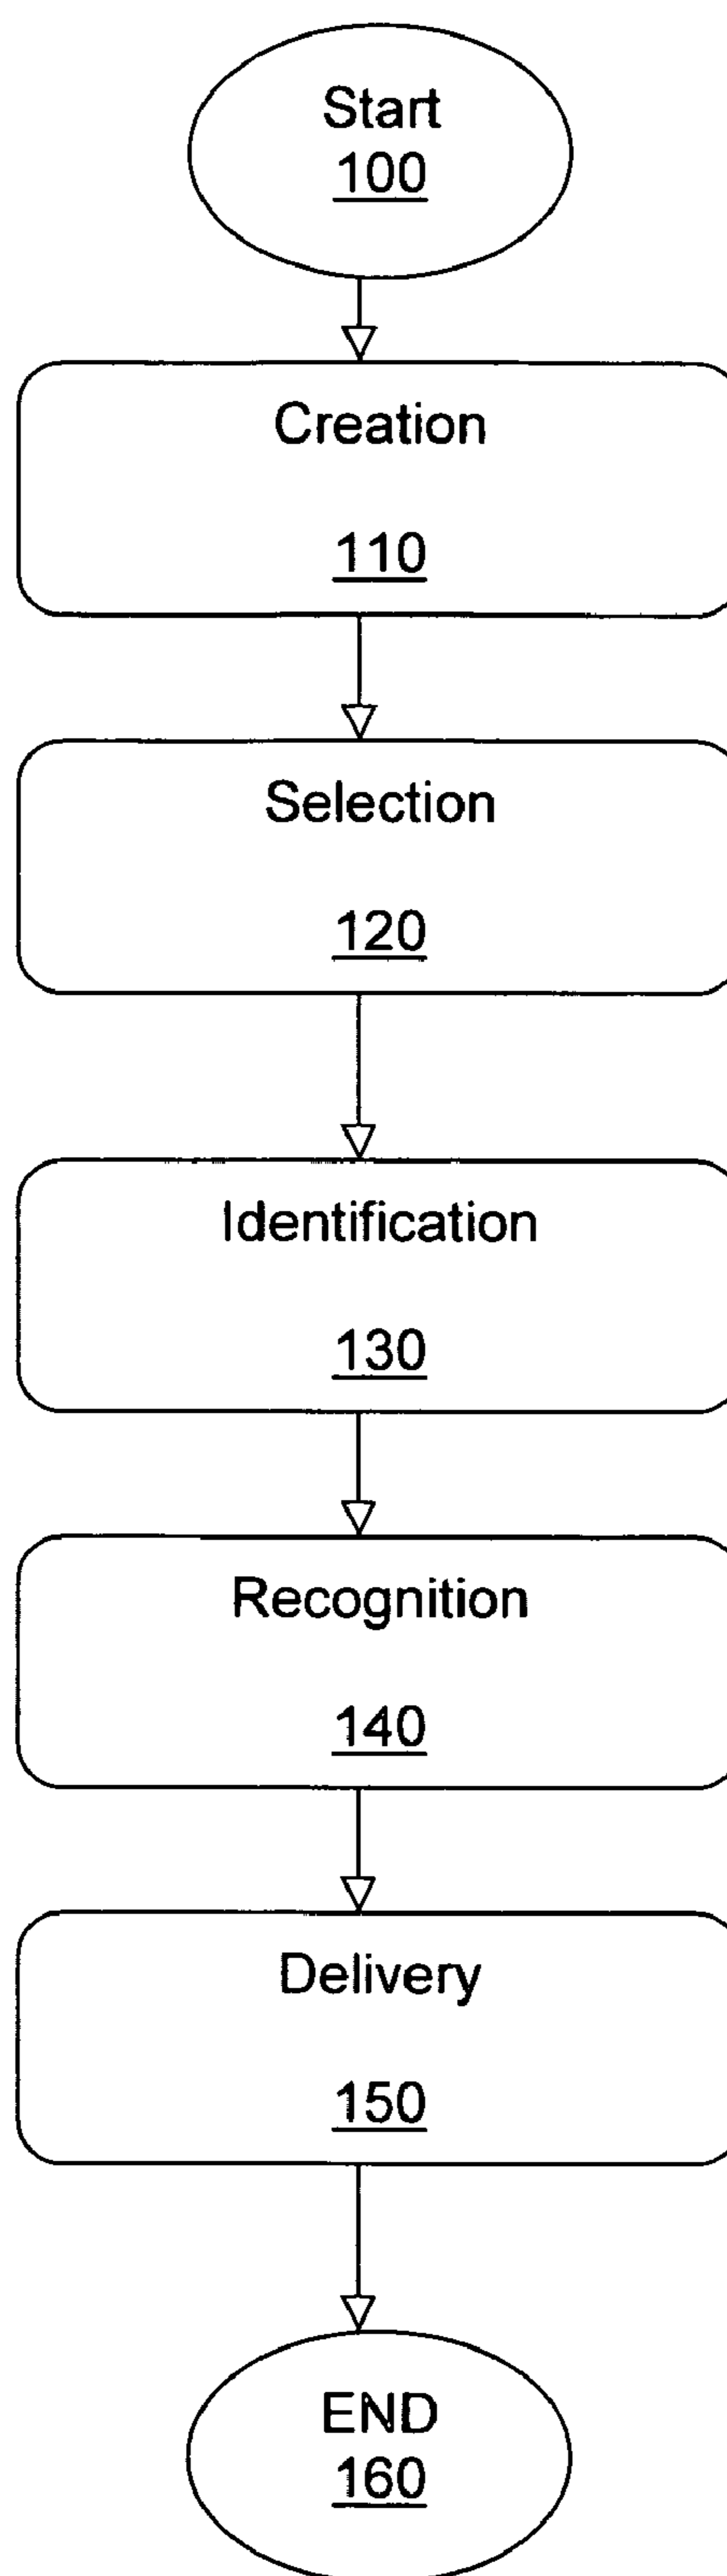 Start
100
Creation
110
Selection
120
Identification
130
Recognition
140
Delivery
150
END
160